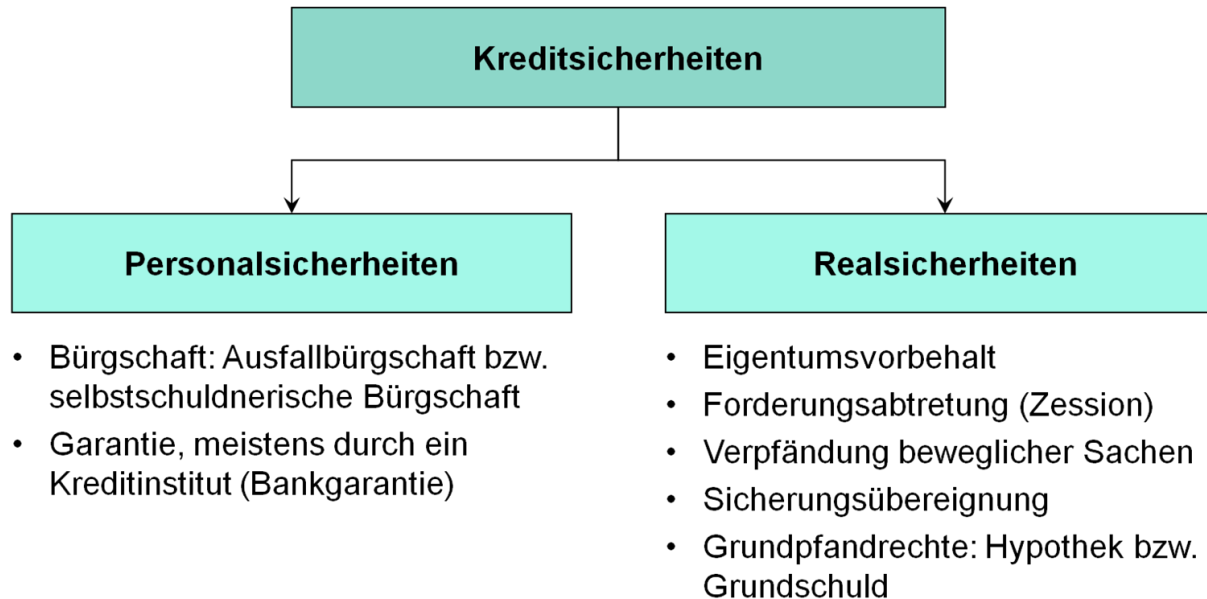 Kreditsicherheiten
Personalsicherheiten
• Bürgschaft: Ausfallbürgschaft bzw.
selbstschuldnerische Bürgschaft
• Garantie, meistens durch ein
Kreditinstitut (Bankgarantie)
Realsicherheiten
• Eigentumsvorbehalt
• Forderungsabtretung (Zession)
• Verpfändung beweglicher Sachen
• Sicherungsübereignung
• Grundpfandrechte: Hypothek bzw.
Grundschuld